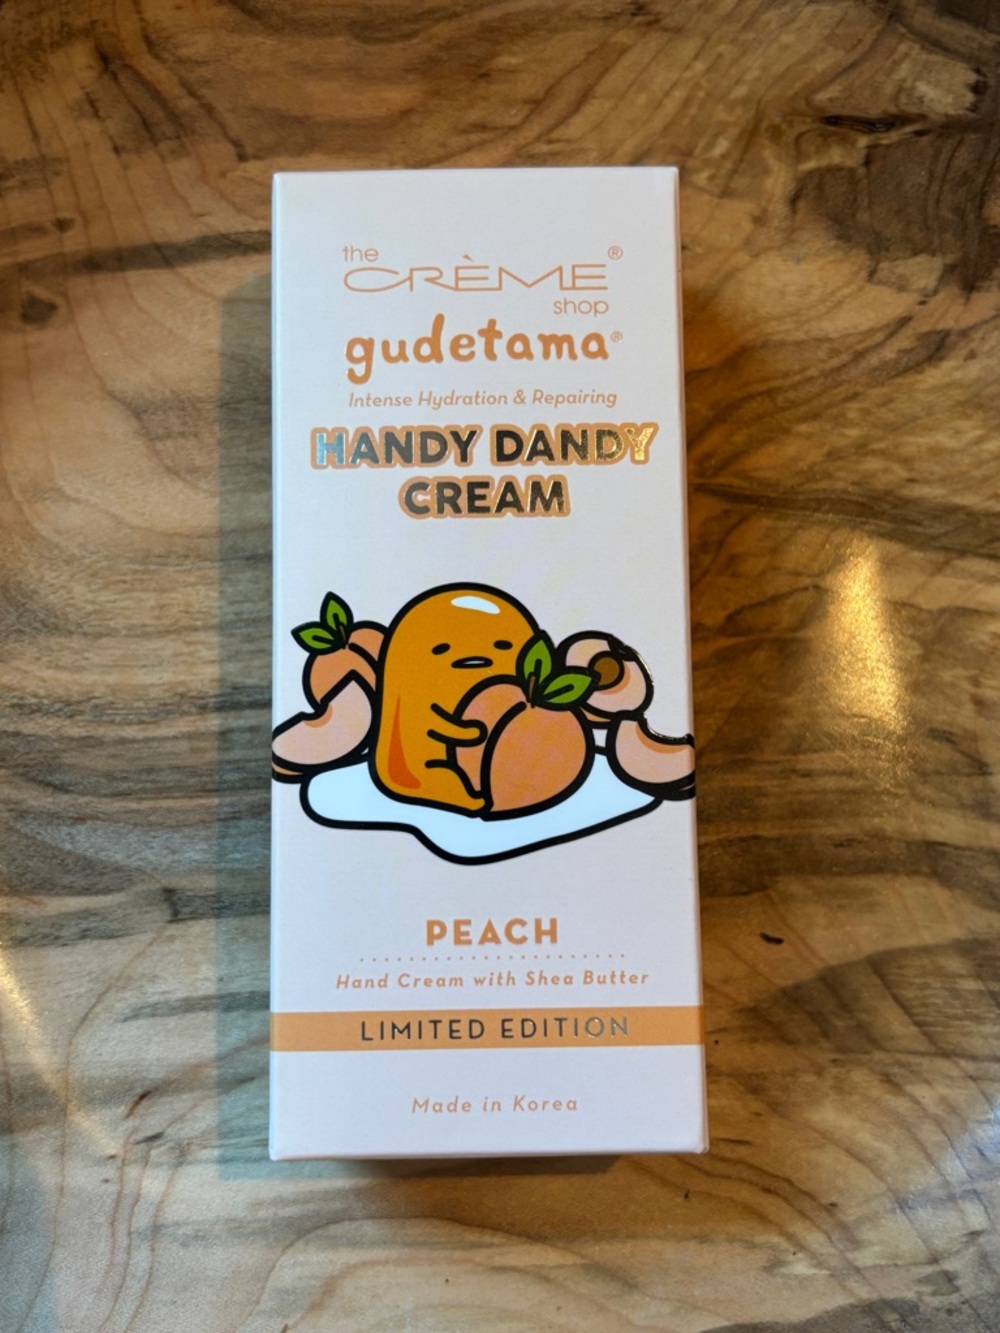 the
CRÈME®
shop
gudetama®
Intense Hydration & Repairing
HANDY DANDY
CREAM
PEACH
Hand Cream with Shea Butter
LIMITED EDITION
Made in Korea